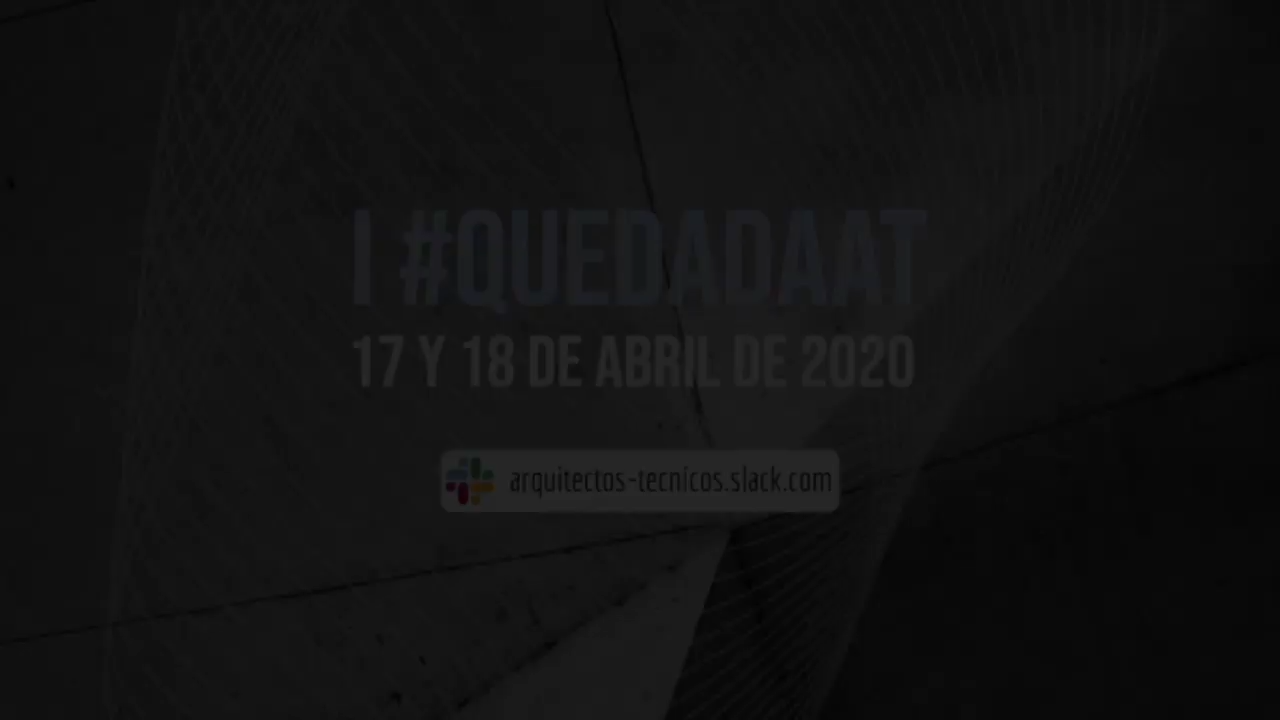 I #QUEDADAAT
17 Y 18 DE ABRIL DE 2020
arquitectos-tecnicos.slack.com